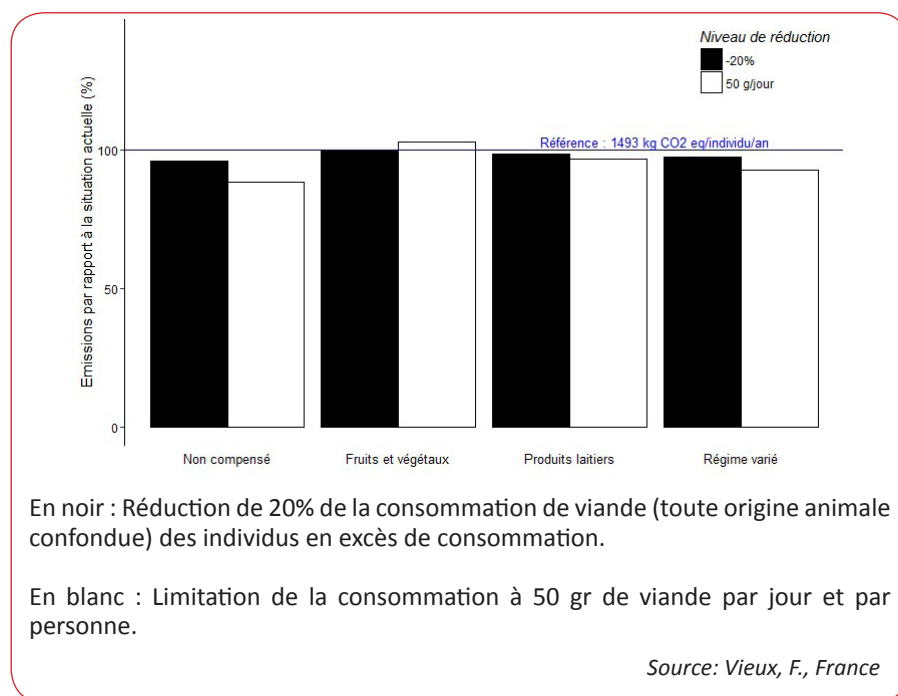 Niveau de réduction
-20%
50 g/jour
Emissions par rapport à la situation actuelle (%)
100
50
0
Référence : 1493 kg CO2 eq/individu/an
Non compensé
Fruits et végétaux
Produits laitiers
Régime varié
En noir : Réduction de 20% de la consommation de viande (toute origine animale
confondue) des individus en excès de consommation.
En blanc : Limitation de la consommation à 50 gr de viande par jour et par
personne.
Source: Vieux, F., France